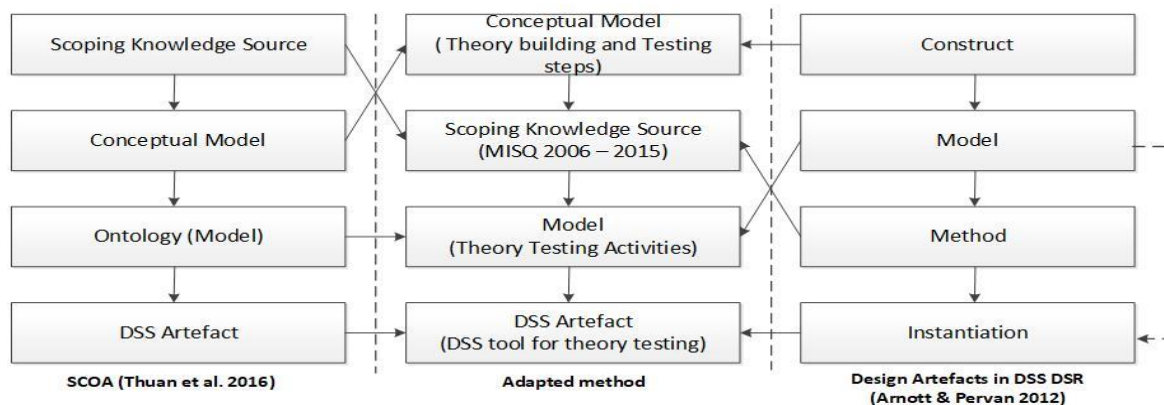 Scoping Knowledge Source
Conceptual Model
Ontology (Model)
DSS Artefact
SCOA (Thuan et al. 2016)
Conceptual Model
( Theory building and Testing
steps)
Scoping Knowledge Source
(MISQ 2006 – 2015)
Model
(Theory Testing Activities)
DSS Artefact
(DSS tool for theory testing)
Adapted method
Construct
Model
Method
Instantiation
Design Artefacts in DSS DSR
(Arnott & Pervan 2012)